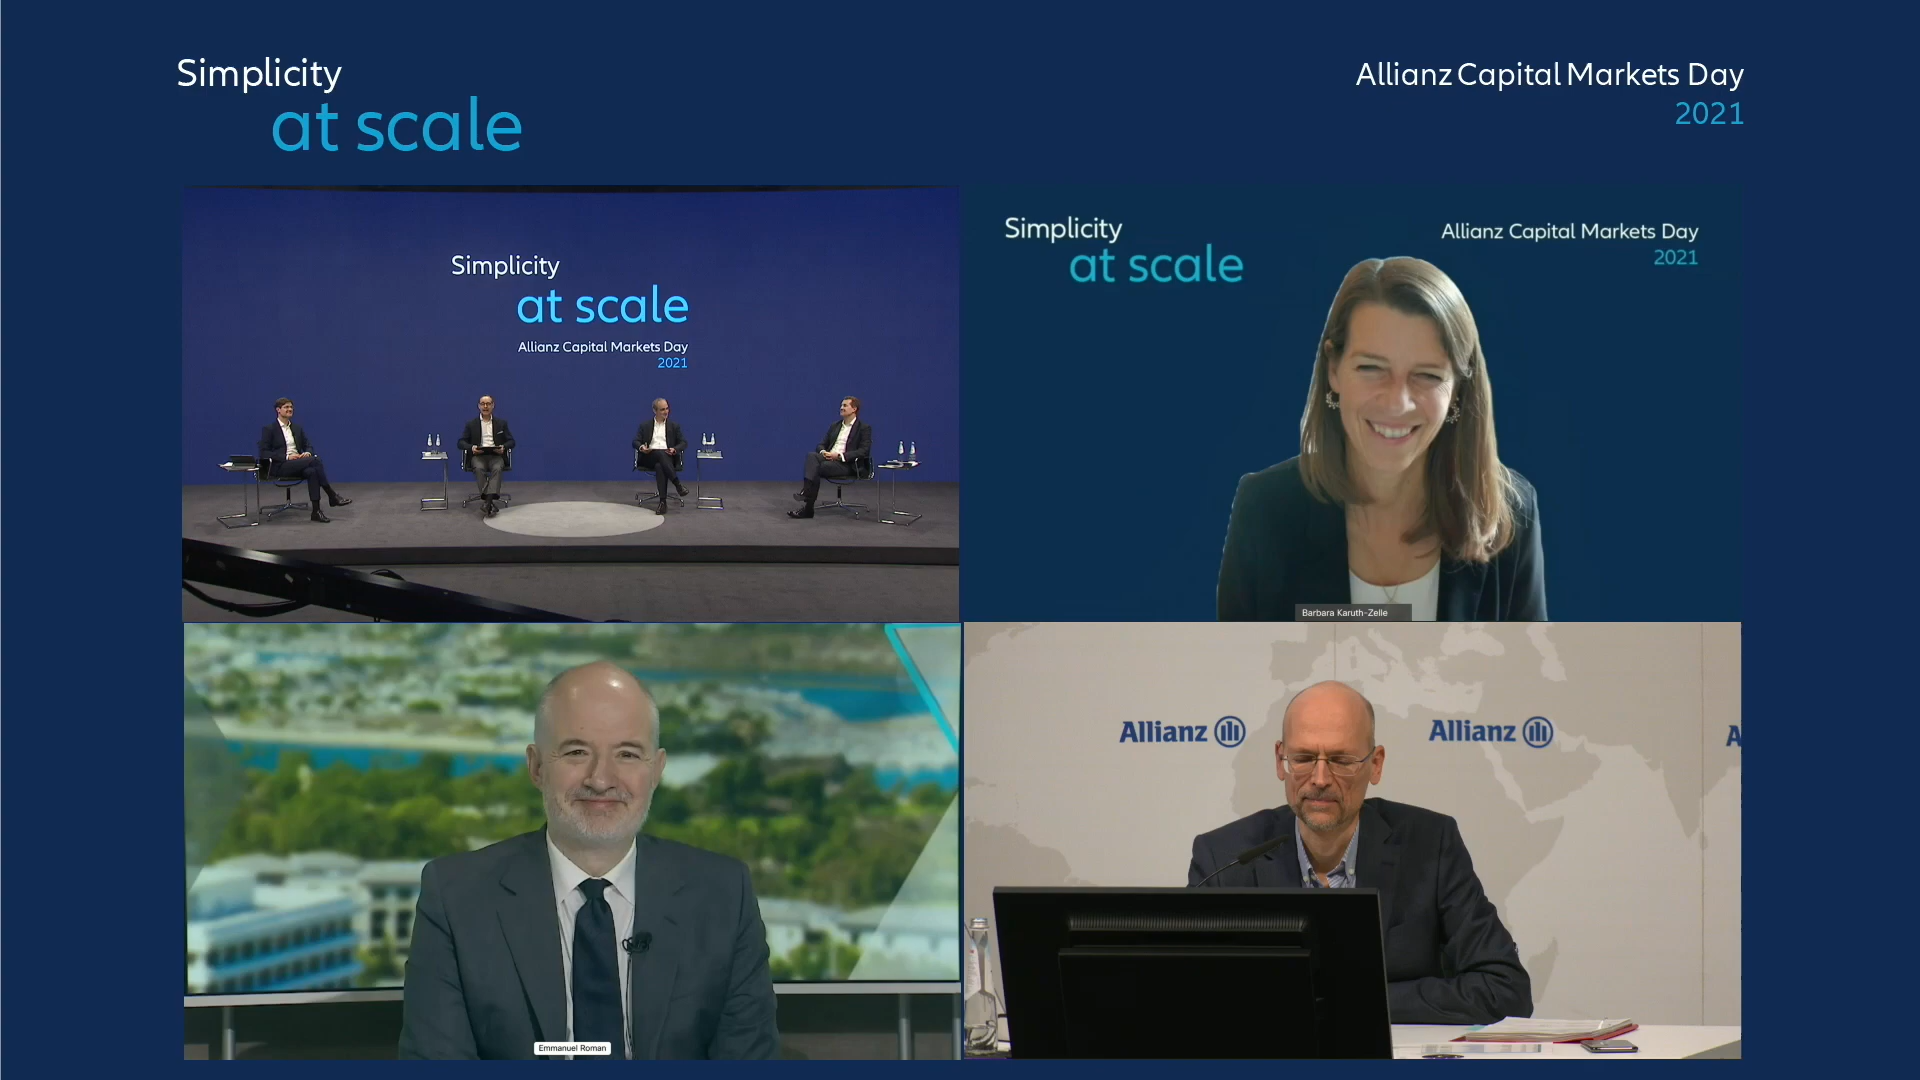 Simplicity
at scale
Allianz Capital Markets Day
2021
Simplicity
at scale
Allianz Capital Markets Day
2021
Simplicity
at scale
Allianz Capital Markets Day
2021
Barbara Karuth-Zelle
Emmanuel Roman
Allianz
Allianz
A